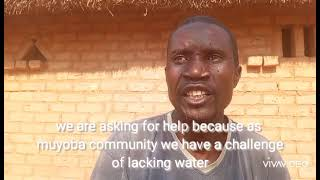 we are asking for help because as
muyoba community we have a challenge
of lacking water
VIVAVIDEO